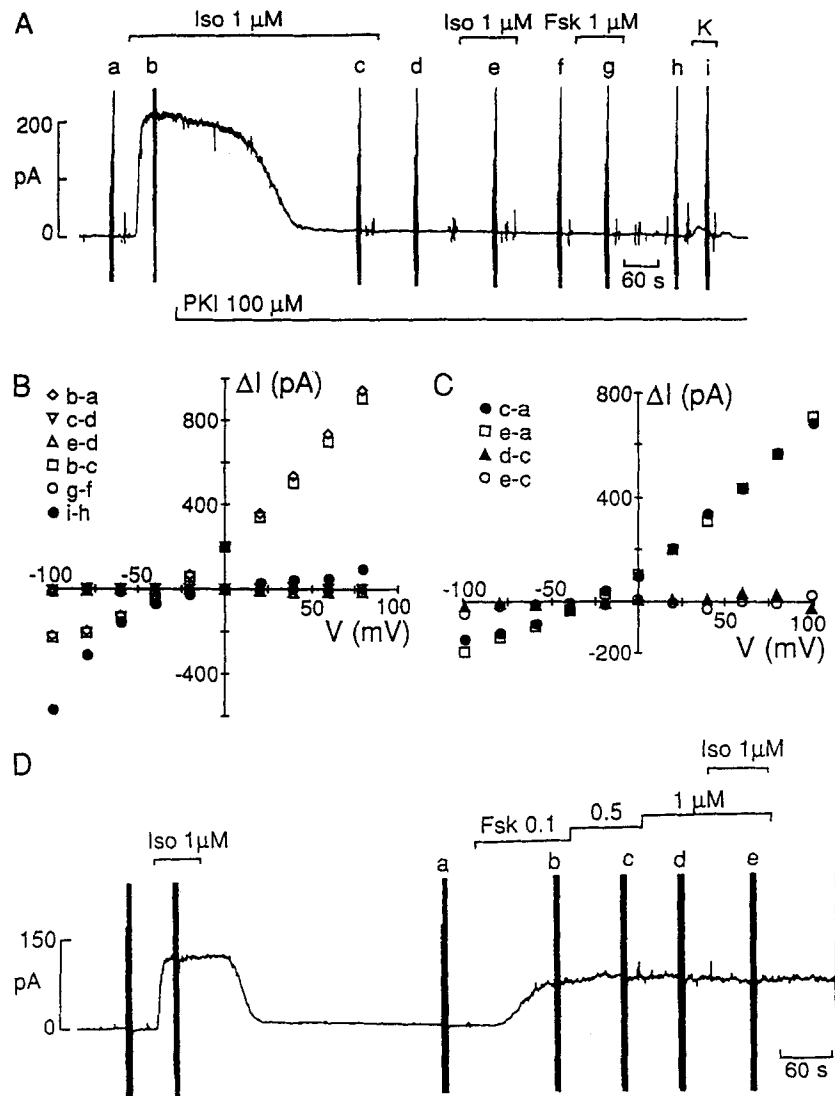 A
Iso 1 μM
Iso 1 μM
Fsk 1 μM
K
a
b
c
d
e
f
g
h
i
200
pA
0
60 s
PKI 100 μM
B
ΔI (pA)
◇ b-a
▽ c-d
△ e-d
□ b-c
○ g-f
● i-h
800
400
-100
-50
50
100
V (mV)
-400
C
ΔI (pA)
● c-a
□ e-a
▲ d-c
○ e-c
800
400
-100
-50
50
100
V (mV)
-200
D
Iso 1μM
Iso 1μM
Fsk 0.1
0.5
1 μM
a
b
c
d
e
150
pA
0
60 s